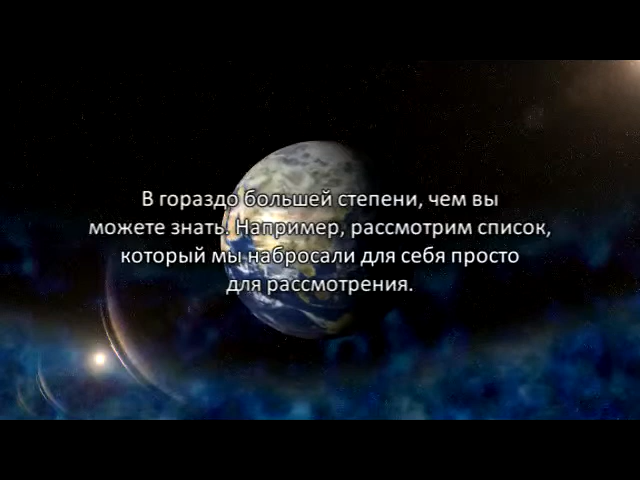 В гораздо большей степени, чем вы
можете знать. Например, рассмотрим список,
который мы набросали для себя просто
для рассмотрения.